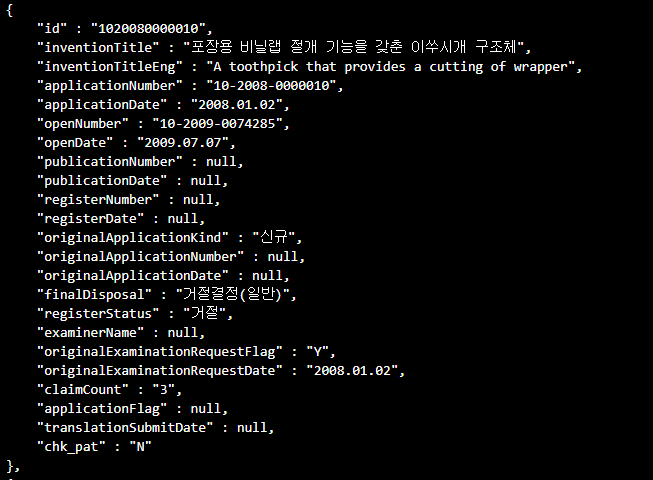 {
"id" : "1020080000010",
"inventionTitle" : "포장용 비닐랩 절개 기능을 갖춘 이쑤시개 구조체",
"inventionTitleEng" : "A toothpick that provides a cutting of wrapper",
"applicationNumber" : "10-2008-0000010",
"applicationDate" : "2008.01.02",
"openNumber" : "10-2009-0074285",
"openDate" : "2009.07.07",
"publicationNumber" : null,
"publicationDate" : null,
"registerNumber" : null,
"registerDate" : null,
"originalApplicationKind" : "신규",
"originalApplicationNumber" : null,
"originalApplicationDate" : null,
"finalDisposal" : "거절결정(일반)",
"registerStatus" : "거절",
"examinerName" : null,
"originalExaminationRequestFlag" : "Y",
"originalExaminationRequestDate" : "2008.01.02",
"claimCount" : "3",
"applicationFlag" : null,
"translationSubmitDate" : null,
"chk_pat" : "N"
},